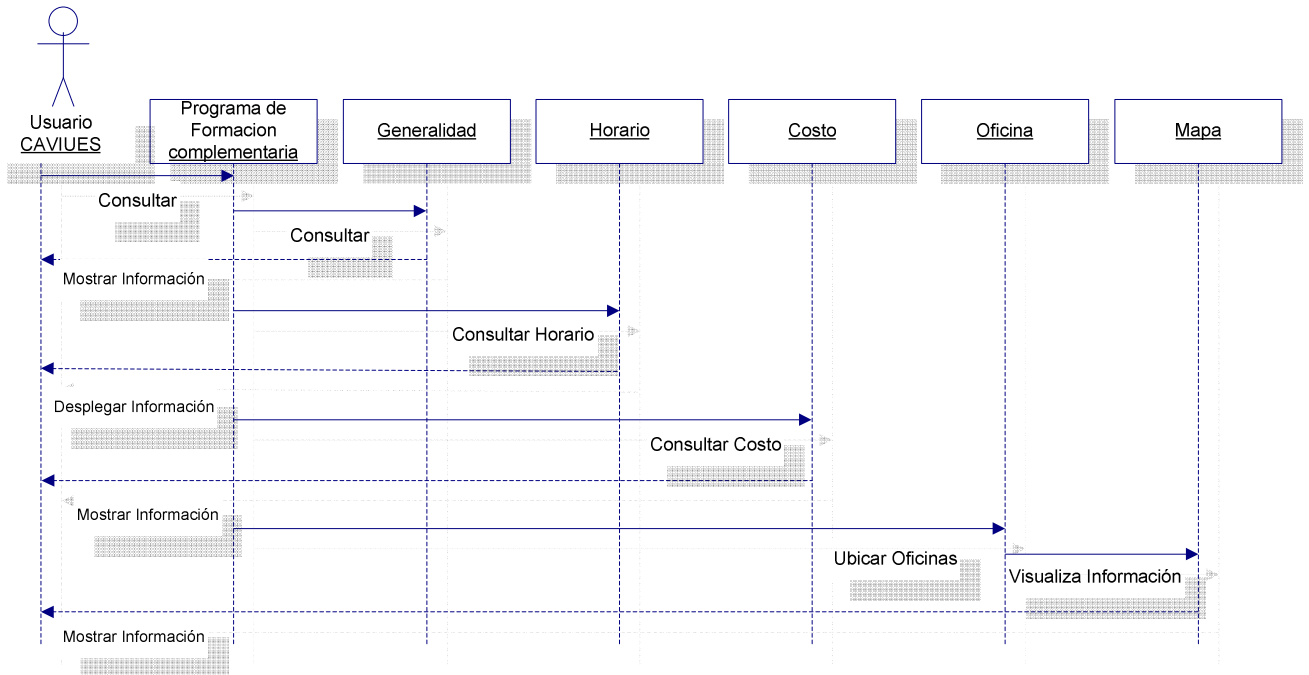 Usuario
CAVIUES
Programa de
Formacion
complementaria
Generalidad
Horario
Costo
Oficina
Mapa
Consultar
Consultar
Mostrar Información
Consultar Horario
Desplegar Información
Consultar Costo
Mostrar Información
Ubicar Oficinas
Visualiza Información
Mostrar Información